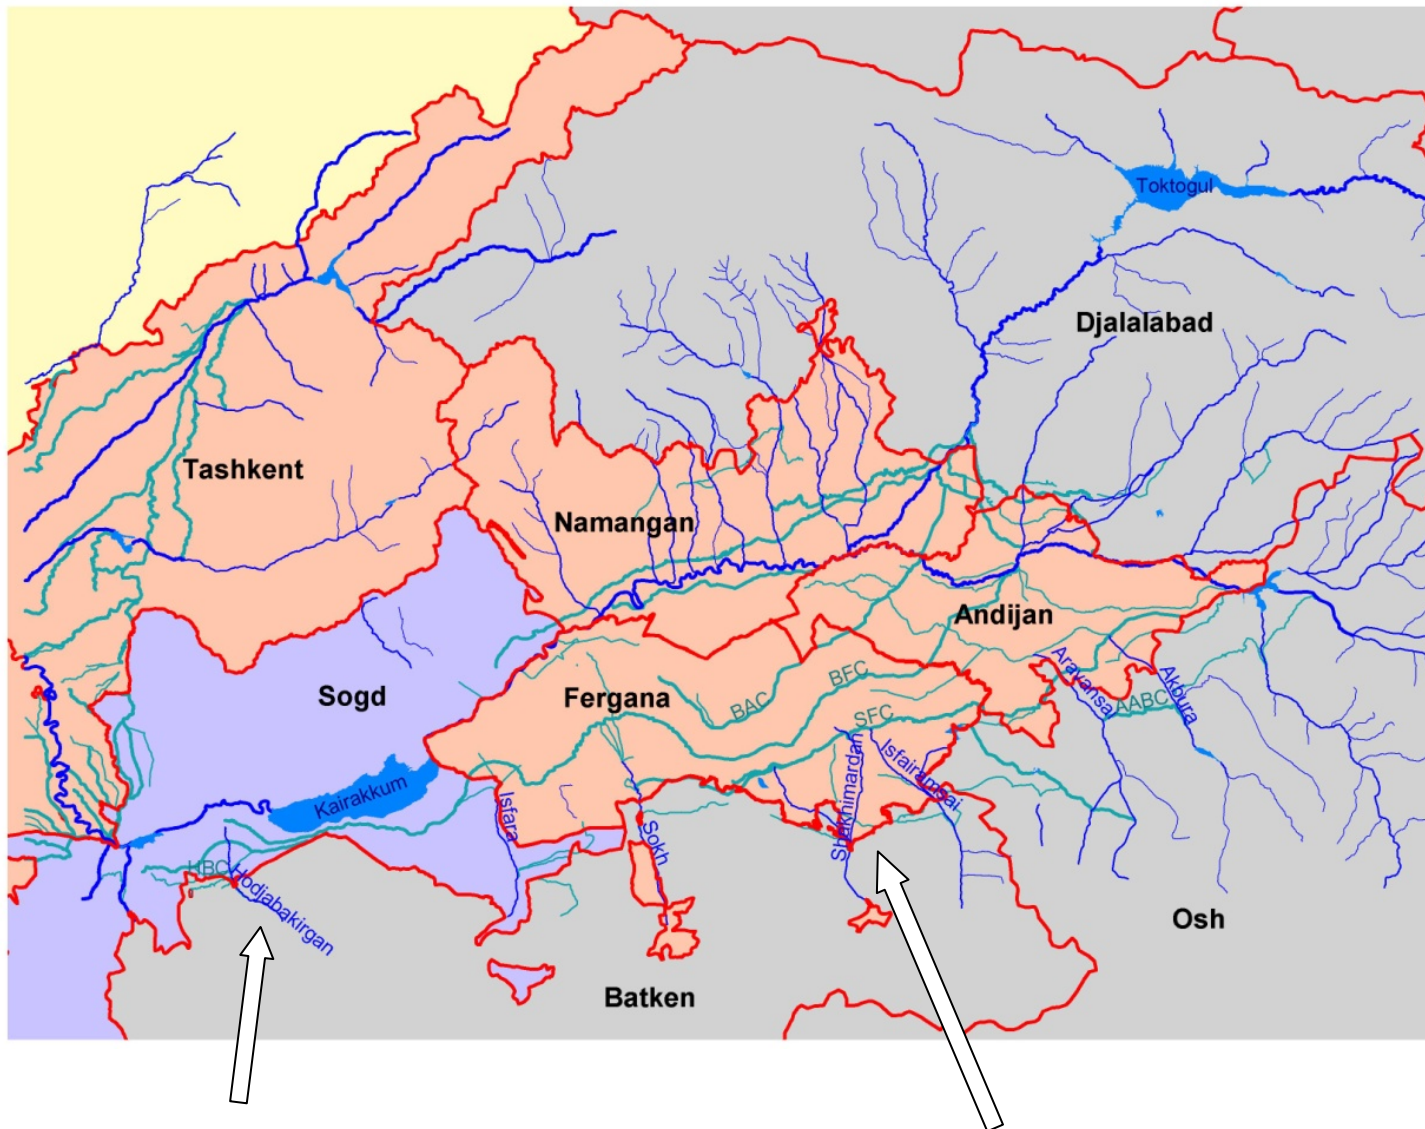 Toktogul
Djalalabad
Tashkent
Namangan
Andijan
Aravansa
Akbura
AABC
Sogd
Fergana
BAC
BFC
SFC
Isfairamsai
Shakhimardan
Kairakkum
Isfara
Sokh
HBC
Hodjabakirgan
Osh
Batken